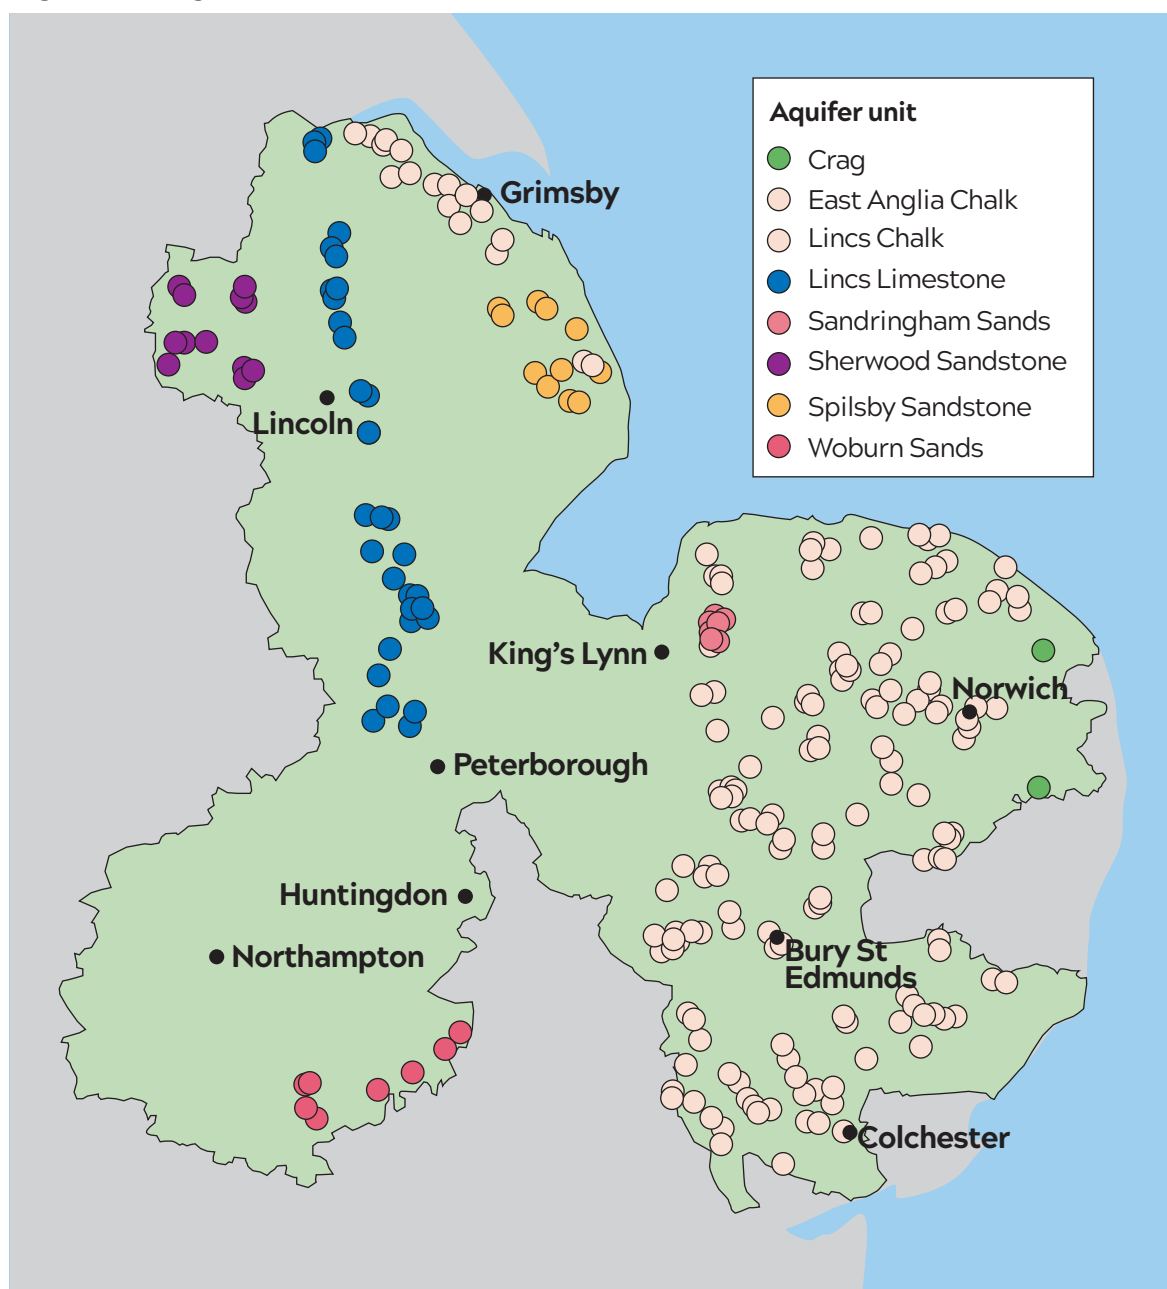 Aquifer unit
Crag
East Anglia Chalk
Lincs Chalk
Lincs Limestone
Sandringham Sands
Sherwood Sandstone
Spilsby Sandstone
Woburn Sands
Grimsby
Lincoln
King's Lynn
Norwich
Peterborough
Huntingdon
Northampton
Bury St
Edmunds
Colchester